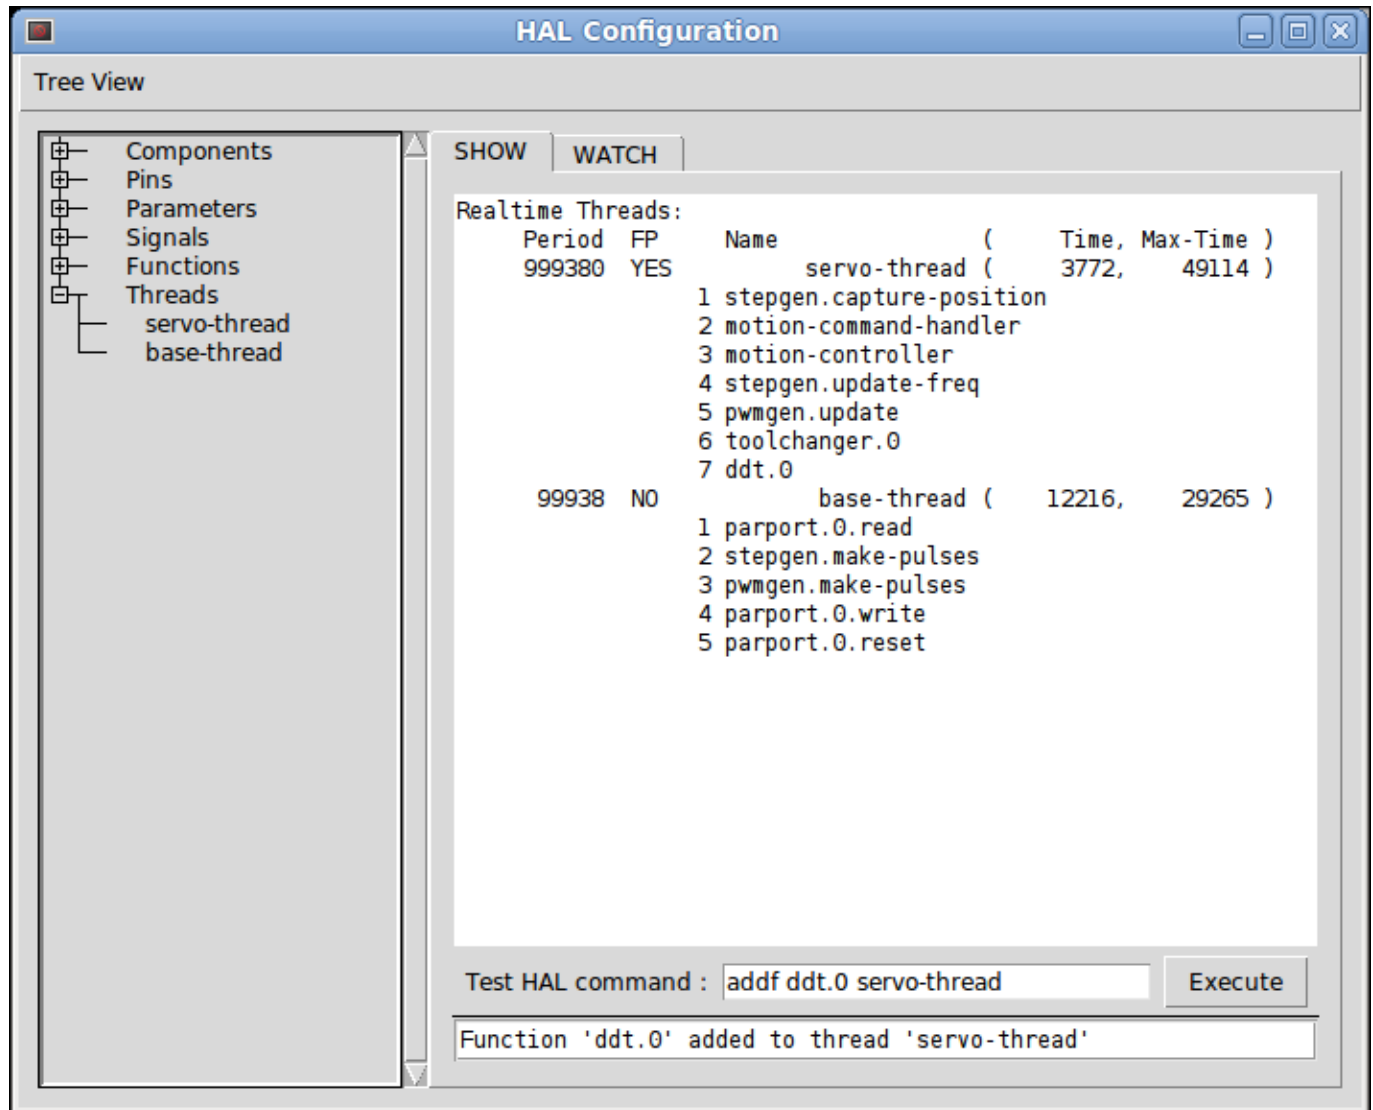 HAL Configuration
Tree View
Components
Pins
Parameters
Signals
Functions
Threads
servo-thread
base-thread
SHOW WATCH
Realtime Threads:
Period FP Name ( Time, Max-Time )
999380 YES servo-thread ( 3772, 49114 )
1 stepgen.capture-position
2 motion-command-handler
3 motion-controller
4 stepgen.update-freq
5 pwmgen.update
6 toolchanger.0
7 ddt.0
99938 NO base-thread ( 12216, 29265 )
1 parport.0.read
2 stepgen.make-pulses
3 pwmgen.make-pulses
4 parport.0.write
5 parport.0.reset
Test HAL command : addf ddt.0 servo-thread Execute
Function 'ddt.0' added to thread 'servo-thread'